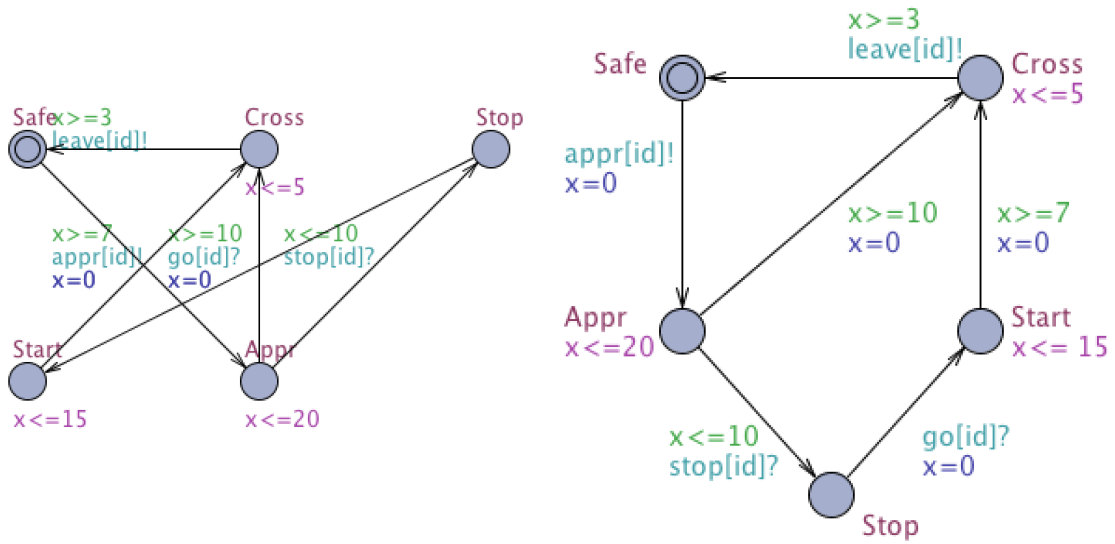 Safe
x>=3
leave[id]!
Cross
x<=5
Stop
x>=7
appr[id]!
x=0
x>=10
go[id]?
x=0
x<=10
stop[id]?
Start
x<=15
Appr
x<=20
x>=3
leave[id]!
Safe
Cross
x<=5
appr[id]!
x=0
x>=10
x=0
x>=7
x=0
Appr
x<=20
Start
x<= 15
x<=10
stop[id]?
go[id]?
x=0
Stop